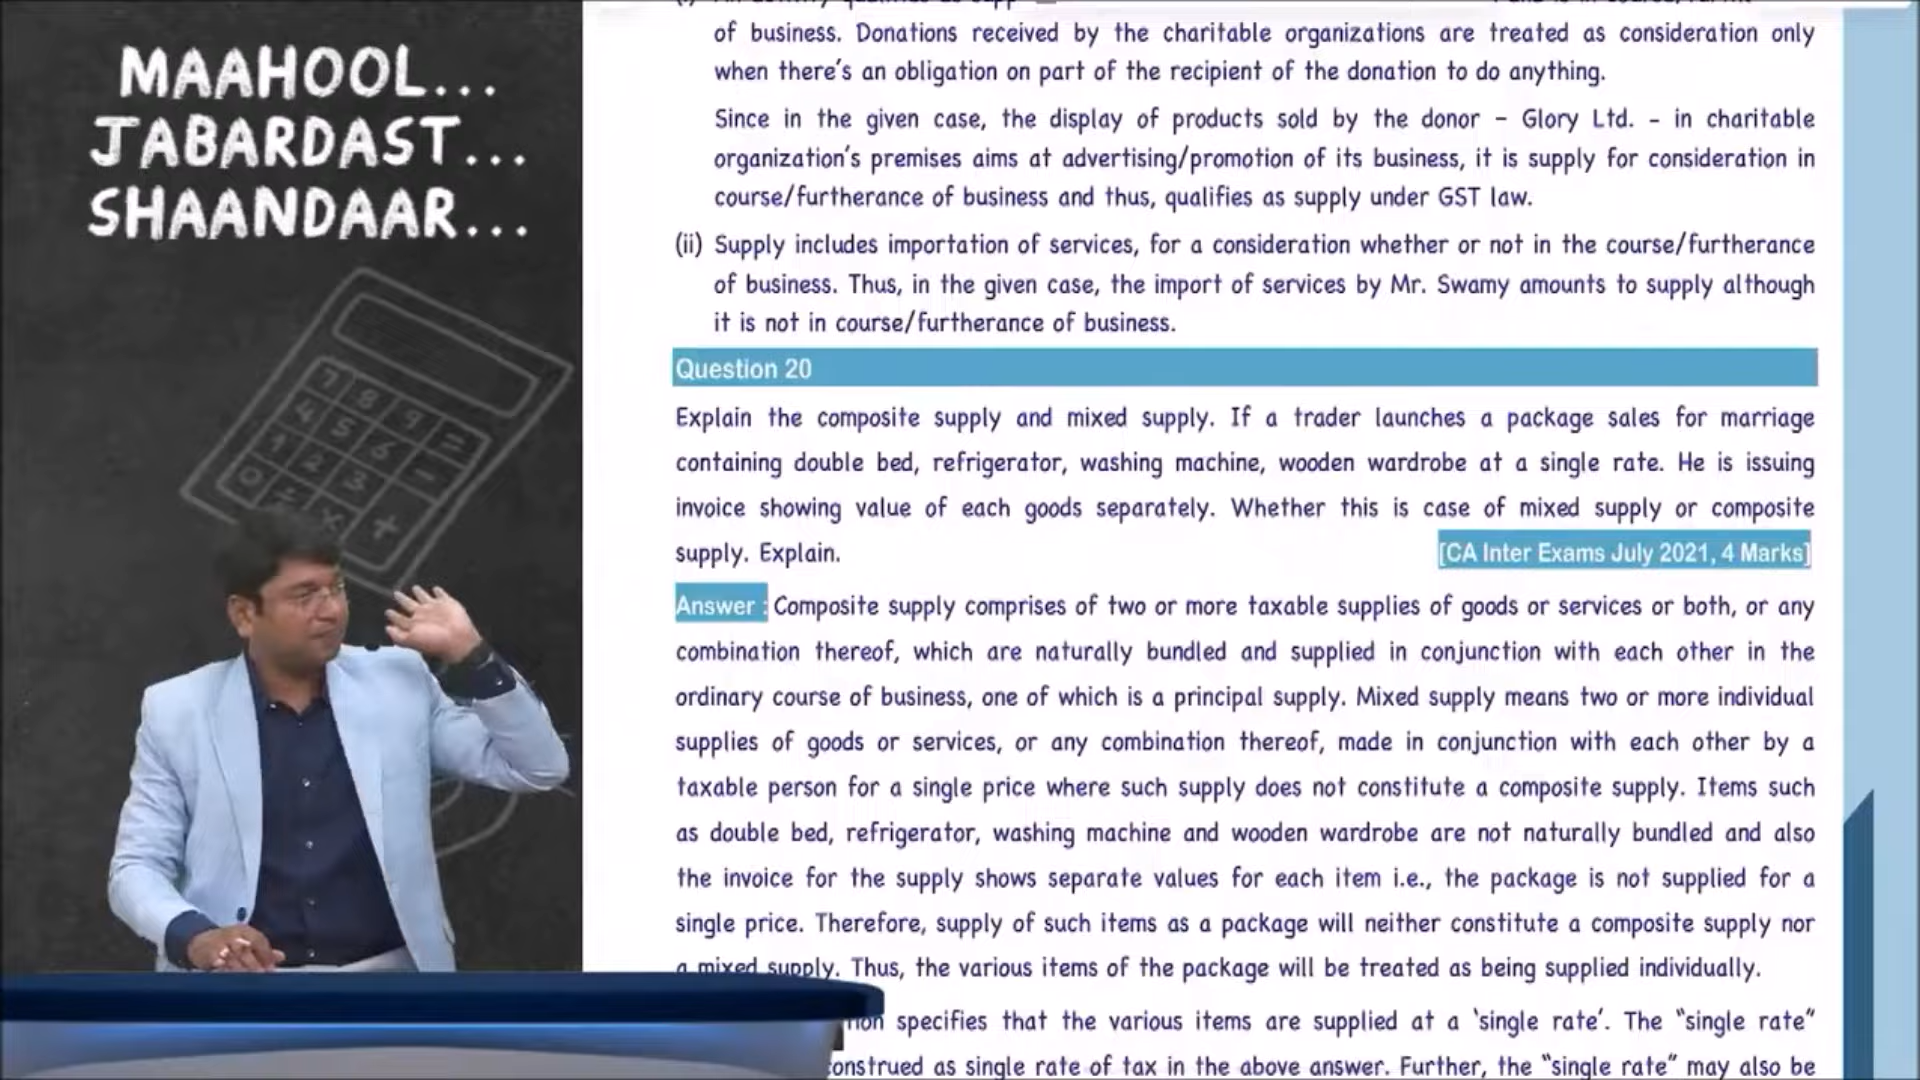 MAAHOOL...
JABARDAST...
SHAANDAAR...
7 8 9 =
4 5 6 -
1 2 3
0 ÷ × +
of business. Donations received by the charitable organizations are treated as consideration only
when there's an obligation on part of the recipient of the donation to do anything.
Since in the given case, the display of products sold by the donor – Glory Ltd. - in charitable
organization's premises aims at advertising/promotion of its business, it is supply for consideration in
course/furtherance of business and thus, qualifies as supply under GST law.
(ii) Supply includes importation of services, for a consideration whether or not in the course/furtherance
of business. Thus, in the given case, the import of services by Mr. Swamy amounts to supply although
it is not in course/furtherance of business.
Question 20
Explain the composite supply and mixed supply. If a trader launches a package sales for marriage
containing double bed, refrigerator, washing machine, wooden wardrobe at a single rate. He is issuing
invoice showing value of each goods separately. Whether this is case of mixed supply or composite
supply. Explain. [CA Inter Exams July 2021, 4 Marks]
Answer : Composite supply comprises of two or more taxable supplies of goods or services or both, or any
combination thereof, which are naturally bundled and supplied in conjunction with each other in the
ordinary course of business, one of which is a principal supply. Mixed supply means two or more individual
supplies of goods or services, or any combination thereof, made in conjunction with each other by a
taxable person for a single price where such supply does not constitute a composite supply. Items such
as double bed, refrigerator, washing machine and wooden wardrobe are not naturally bundled and also
the invoice for the supply shows separate values for each item i.e., the package is not supplied for a
single price. Therefore, supply of such items as a package will neither constitute a composite supply nor
a mixed supply. Thus, the various items of the package will be treated as being supplied individually.
specifies that the various items are supplied at a 'single rate'. The "single rate"
construed as single rate of tax in the above answer. Further, the "single rate" may also be